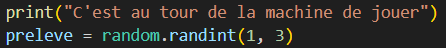 print("C'est au tour de la machine de jouer")
preleve = random.randint(1, 3)